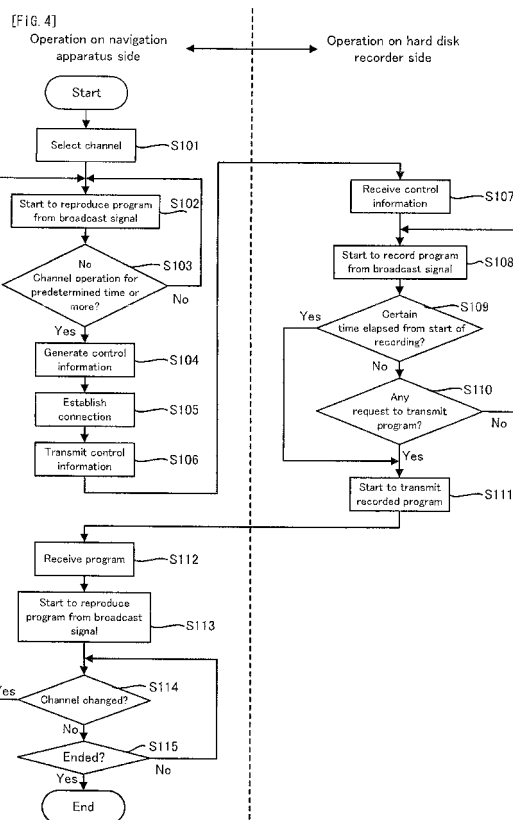 [FIG. 4]
Operation on navigation
apparatus side
Operation on hard disk
recorder side
Start
Select channel
S101
Start to reproduce program
from broadcast signal
S102
No
Channel operation for
predetermined time or
more?
S103
No
Yes
Generate control
information
S104
Establish
connection
S105
Transmit control
information
S106
Receive control
information
S107
Start to record program
from broadcast signal
S108
Certain
time elapsed from start of
recording?
S109
Yes
No
Any
request to transmit
program?
S110
No
Yes
Start to transmit
recorded program
S111
Receive program
S112
Start to reproduce
program from broadcast
signal
S113
Channel changed?
S114
Yes
No
Ended?
S115
No
Yes
End